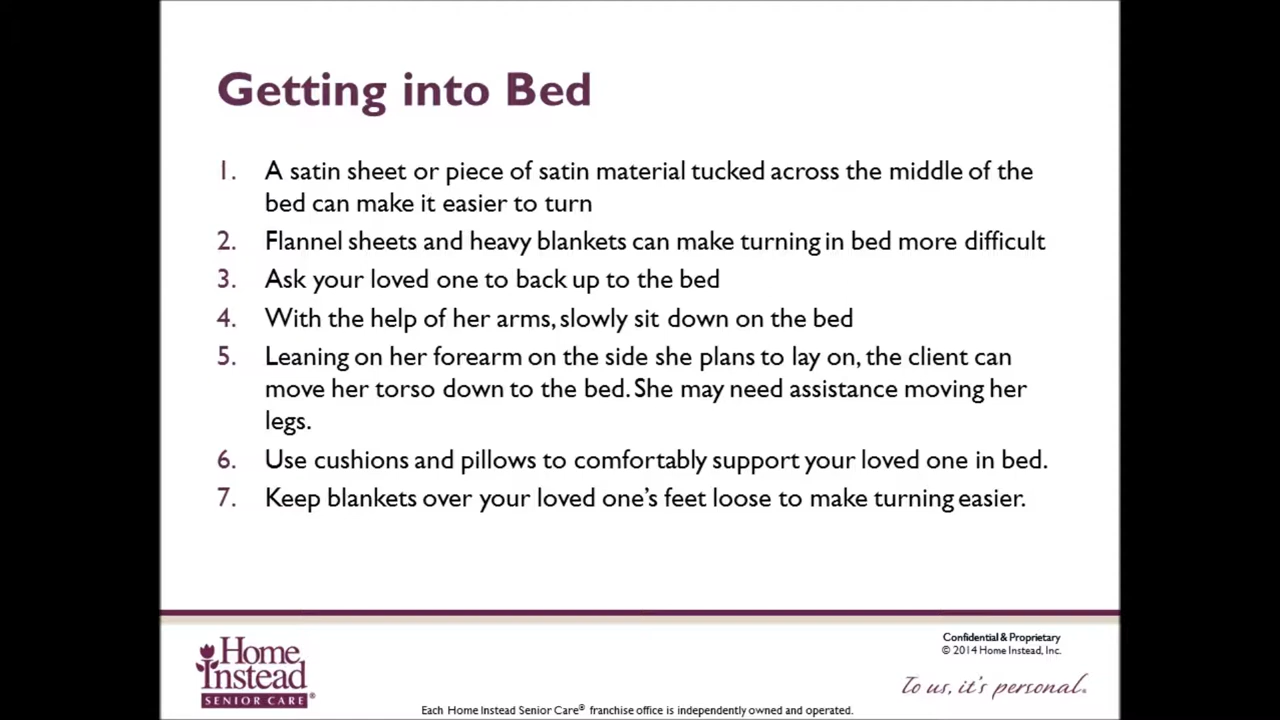 Getting into Bed
1. A satin sheet or piece of satin material tucked across the middle of the
bed can make it easier to turn
2. Flannel sheets and heavy blankets can make turning in bed more difficult
3. Ask your loved one to back up to the bed
4. With the help of her arms, slowly sit down on the bed
5. Leaning on her forearm on the side she plans to lay on, the client can
move her torso down to the bed. She may need assistance moving her
legs.
6. Use cushions and pillows to comfortably support your loved one in bed.
7. Keep blankets over your loved one's feet loose to make turning easier.
Home
Instead
SENIOR CARE®
Confidential & Proprietary
© 2014 Home Instead, Inc.
To us, it's personal.
Each Home Instead Senior Care® franchise office is independently owned and operated.